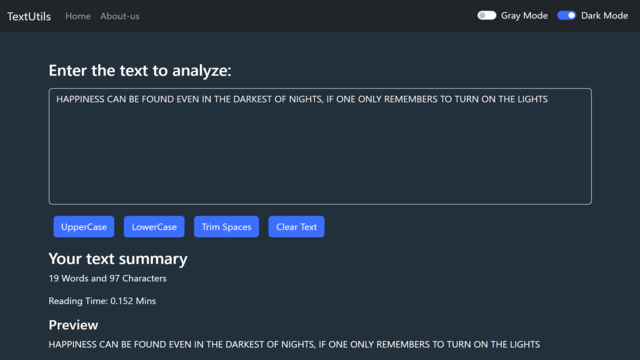 TextUtils Home About-us Gray Mode Dark Mode
Enter the text to analyze:
HAPPINESS CAN BE FOUND EVEN IN THE DARKEST OF NIGHTS, IF ONE ONLY REMEMBERS TO TURN ON THE LIGHTS
UpperCase LowerCase Trim Spaces Clear Text
Your text summary
19 Words and 97 Characters
Reading Time: 0.152 Mins
Preview
HAPPINESS CAN BE FOUND EVEN IN THE DARKEST OF NIGHTS, IF ONE ONLY REMEMBERS TO TURN ON THE LIGHTS